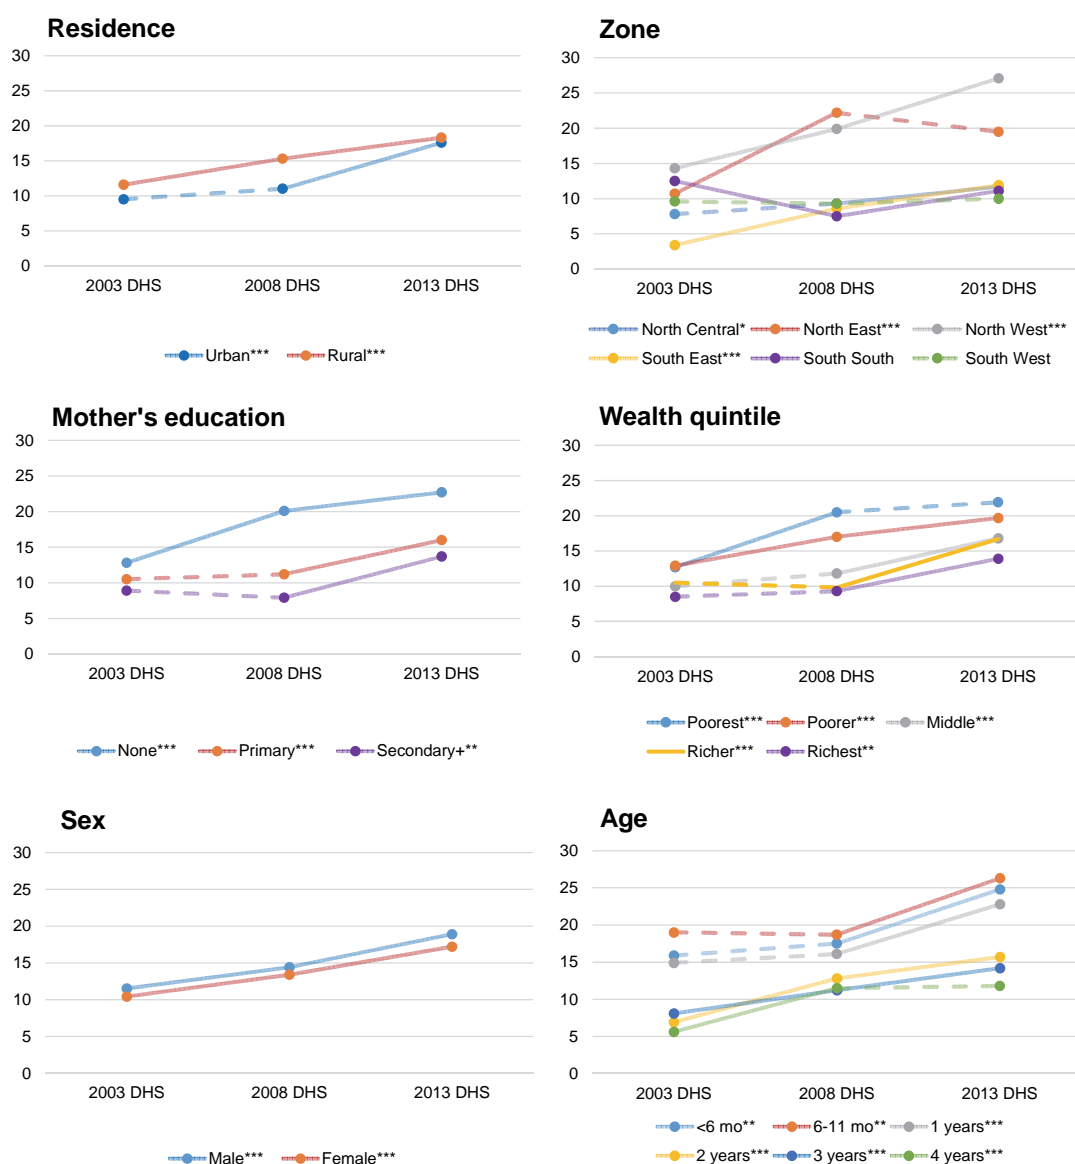 Residence
30
25
20
15
10
5
0
2003 DHS 2008 DHS 2013 DHS
Urban*** Rural***
Zone
30
25
20
15
10
5
0
2003 DHS 2008 DHS 2013 DHS
North Central* North East*** North West***
South East*** South South South West
Mother's education
30
25
20
15
10
5
0
2003 DHS 2008 DHS 2013 DHS
None*** Primary*** Secondary+**
Wealth quintile
30
25
20
15
10
5
0
2003 DHS 2008 DHS 2013 DHS
Poorest*** Poorer*** Middle***
Richer*** Richest**
Sex
30
25
20
15
10
5
0
2003 DHS 2008 DHS 2013 DHS
Male*** Female***
Age
30
25
20
15
10
5
0
2003 DHS 2008 DHS 2013 DHS
<6 mo** 6-11 mo** 1 years***
2 years*** 3 years*** 4 years***